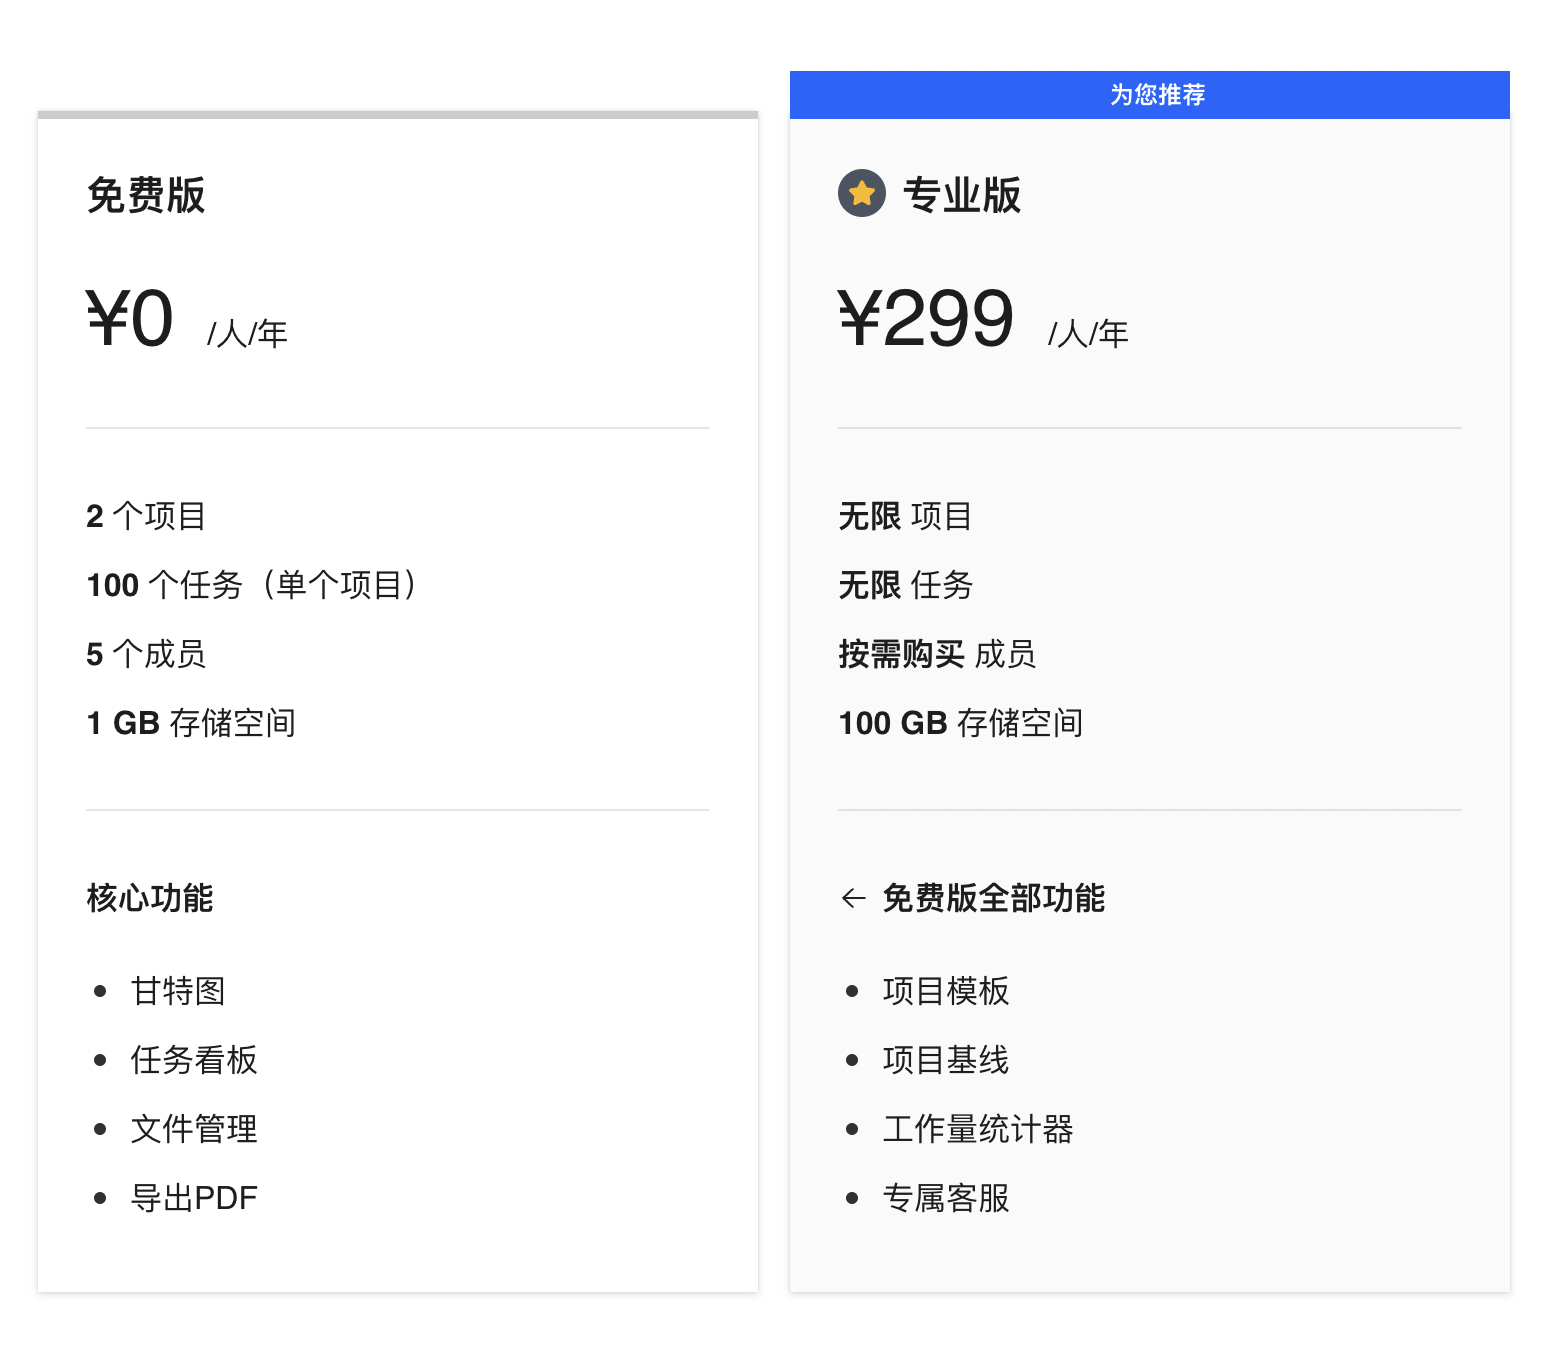 免费版
¥0 /人/年
2 个项目
100 个任务（单个项目）
5 个成员
1 GB 存储空间
核心功能
甘特图
任务看板
文件管理
导出PDF
为您推荐
专业版
¥299 /人/年
无限 项目
无限 任务
按需购买 成员
100 GB 存储空间
← 免费版全部功能
项目模板
项目基线
工作量统计器
专属客服